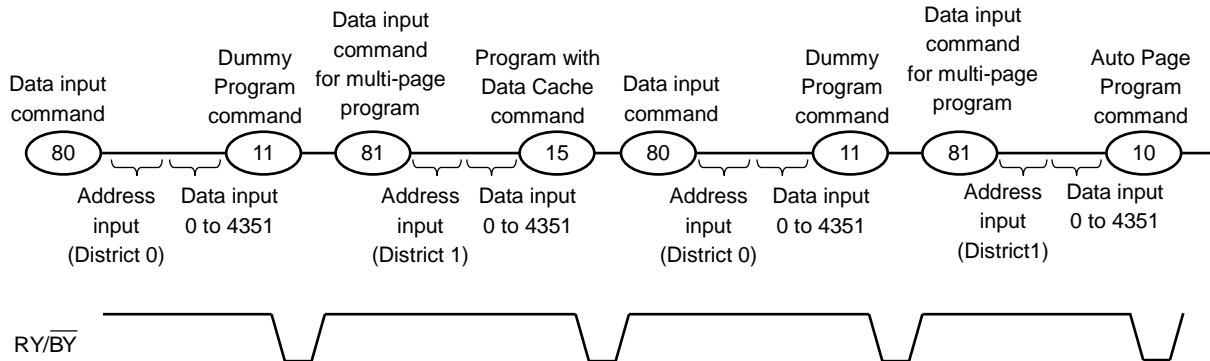 Data input
command
Dummy
Program
command
Data input
command
for multi-page
program
Program with
Data Cache
command
Data input
command
Dummy
Program
command
Data input
command
for multi-page
program
Auto Page
Program
command
80
11
81
15
80
11
81
10
Address
input
(District 0)
Data input
0 to 4351
Address
input
(District 1)
Data input
0 to 4351
Address
input
(District 0)
Data input
0 to 4351
Address
input
(District1)
Data input
0 to 4351
RY/B̅Y̅